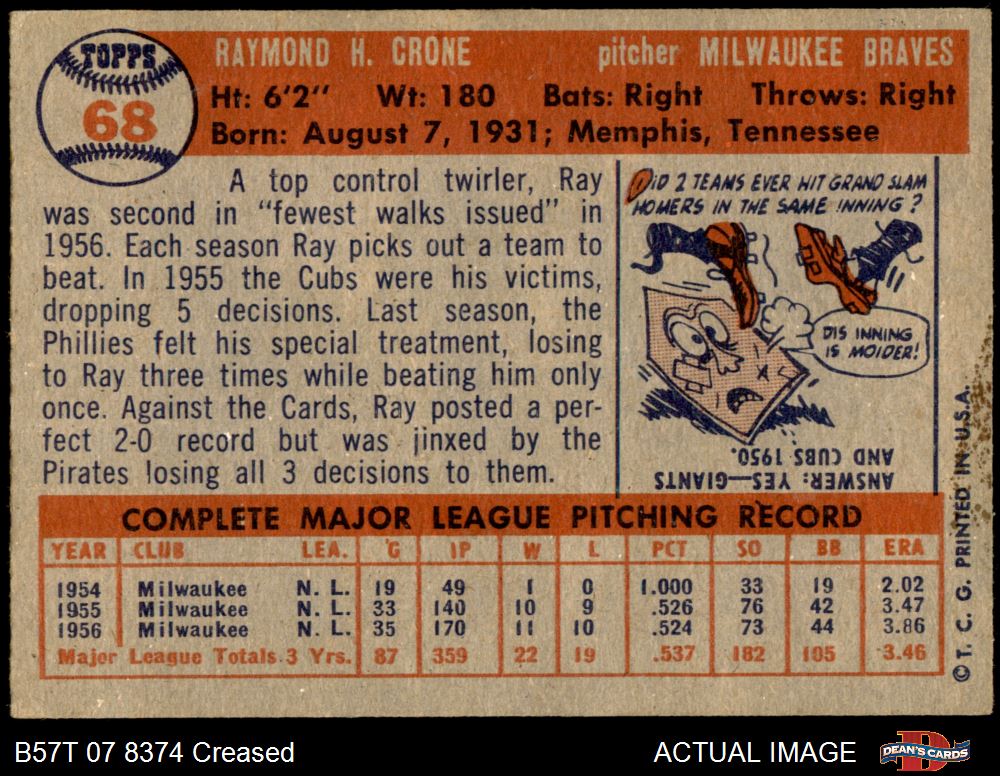 TOPPS
68
RAYMOND H. CRONE pitcher MILWAUKEE BRAVES
Ht: 6'2" Wt: 180 Bats: Right Throws: Right
Born: August 7, 1931; Memphis, Tennessee
A top control twirler, Ray
was second in "fewest walks issued" in
1956. Each season Ray picks out a team to
beat. In 1955 the Cubs were his victims,
dropping 5 decisions. Last season, the
Phillies felt his special treatment, losing
to Ray three times while beating him only
once. Against the Cards, Ray posted a per-
fect 2-0 record but was jinxed by the
Pirates losing all 3 decisions to them.
DID 2 TEAMS EVER HIT GRAND SLAM
HOMERS IN THE SAME INNING?
DIS INNING
IS MOIDER!
ANSWER: YES—GIANTS
AND CUBS 1950.
COMPLETE MAJOR LEAGUE PITCHING RECORD
YEAR CLUB LEA. G IP W L PCT SO BB ERA
1954 Milwaukee N. L. 19 49 1 0 1.000 33 19 2.02
1955 Milwaukee N. L. 33 140 10 9 .526 76 42 3.47
1956 Milwaukee N. L. 35 170 11 10 .524 73 44 3.86
Major League Totals 3 Yrs. 87 359 22 19 .537 182 105 3.46
© T. C. G. PRINTED IN U.S.A.
B57T 07 8374 Creased ACTUAL IMAGE DEAN'S CARDS